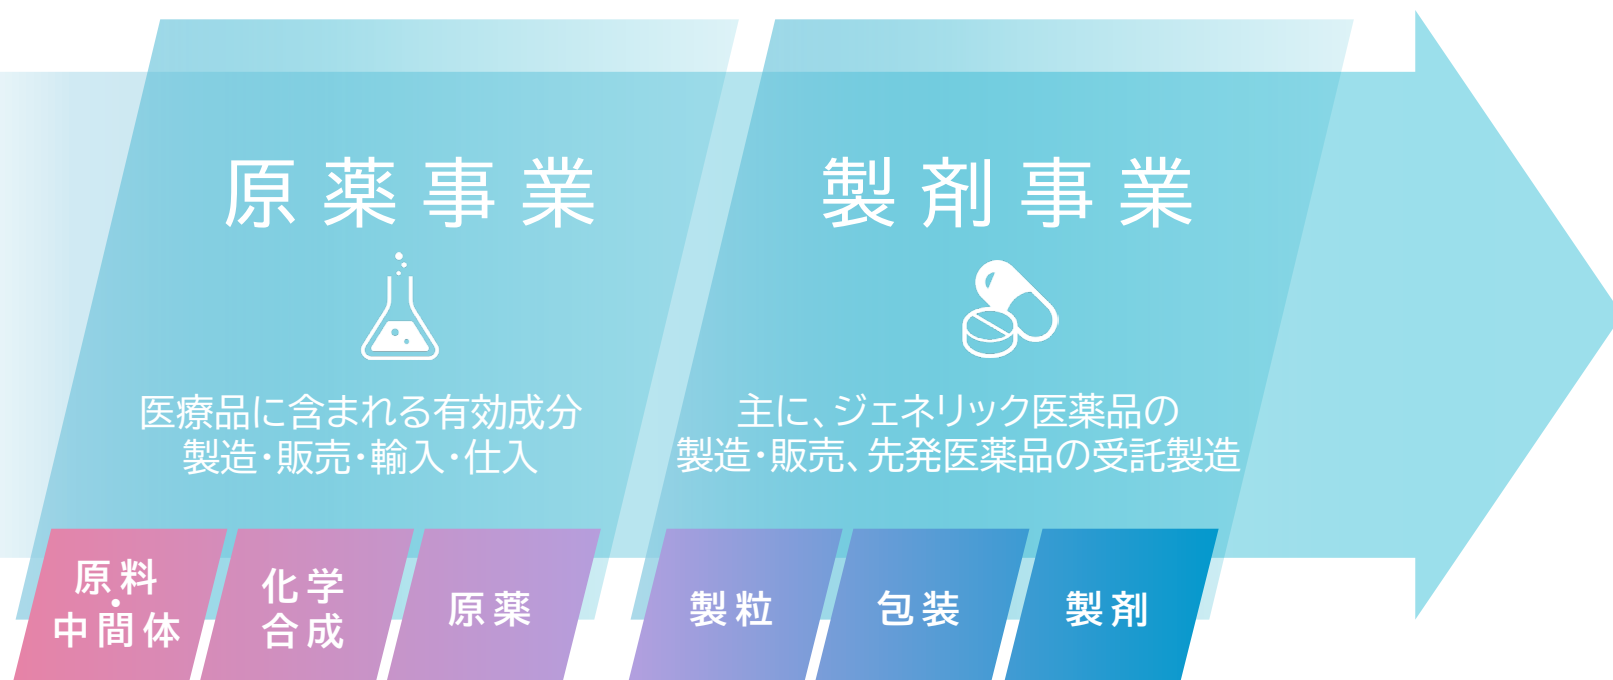 原薬事業
医療品に含まれる有効成分
製造・販売・輸入・仕入
原料
・
中間体
化学
合成
原薬
製剤事業
主に、ジェネリック医薬品の
製造・販売、先発医薬品の受託製造
製粒
包装
製剤